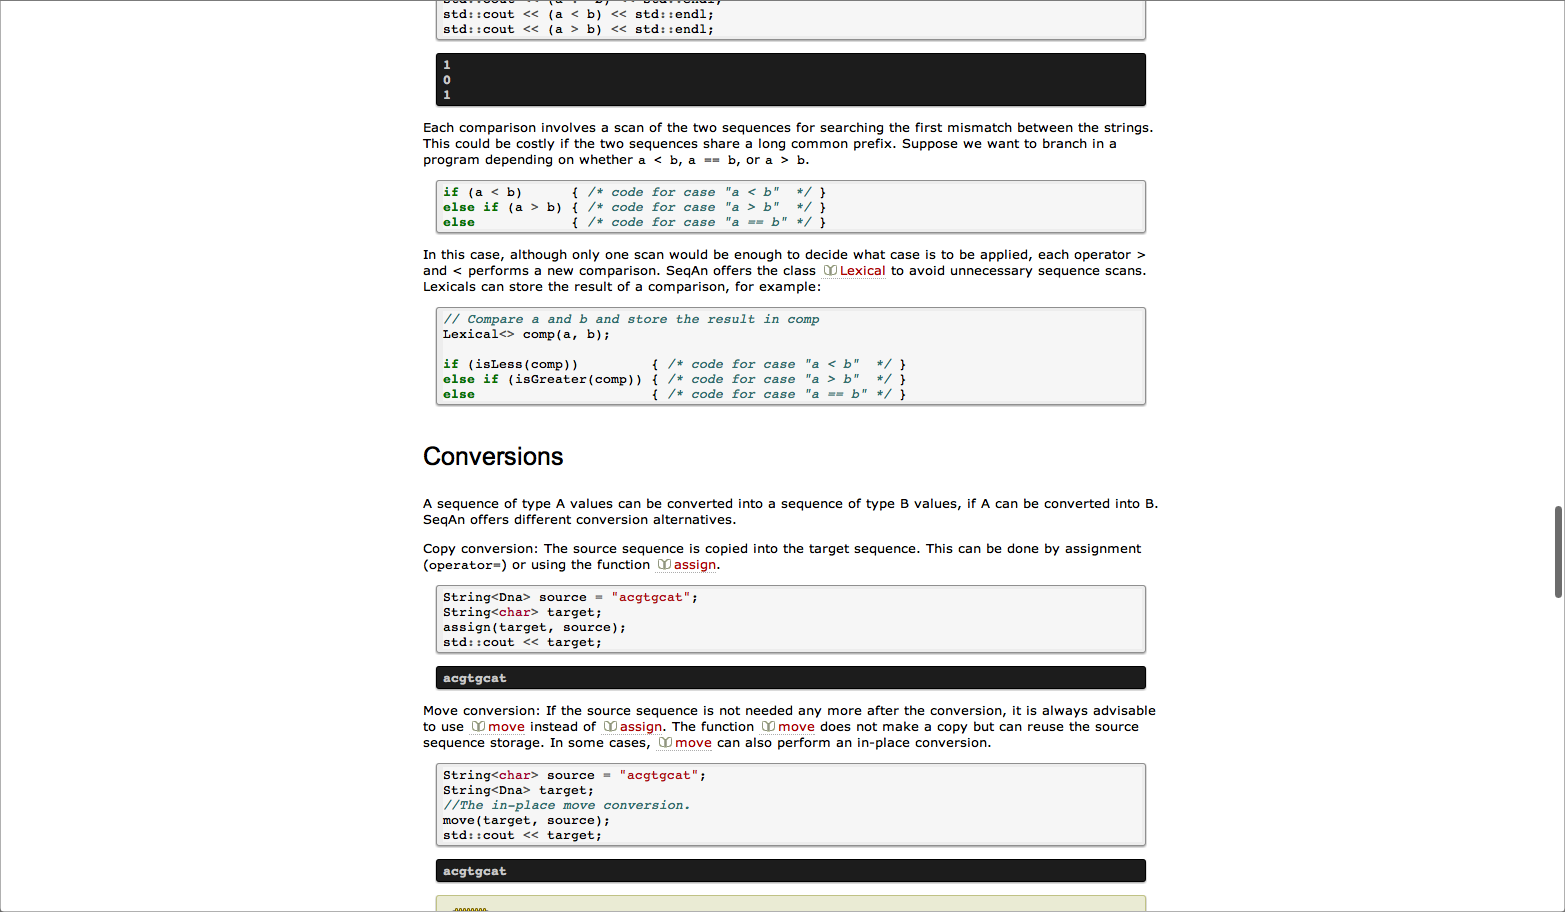 std::cout << (a < b) << std::endl;
std::cout << (a > b) << std::endl;
1
0
1
Each comparison involves a scan of the two sequences for searching the first mismatch between the strings.
This could be costly if the two sequences share a long common prefix. Suppose we want to branch in a
program depending on whether a < b, a == b, or a > b.
if (a < b)      { /* code for case "a < b"  */ }
else if (a > b) { /* code for case "a > b"  */ }
else            { /* code for case "a == b" */ }
In this case, although only one scan would be enough to decide what case is to be applied, each operator >
and < performs a new comparison. SeqAn offers the class Lexical to avoid unnecessary sequence scans.
Lexicals can store the result of a comparison, for example:
// Compare a and b and store the result in comp
Lexical<> comp(a, b);
if (isLess(comp))         { /* code for case "a < b"  */ }
else if (isGreater(comp)) { /* code for case "a > b"  */ }
else                      { /* code for case "a == b" */ }
Conversions
A sequence of type A values can be converted into a sequence of type B values, if A can be converted into B.
SeqAn offers different conversion alternatives.
Copy conversion: The source sequence is copied into the target sequence. This can be done by assignment
(operator=) or using the function assign.
String<Dna> source = "acgtgcat";
String<char> target;
assign(target, source);
std::cout << target;
acgtgcat
Move conversion: If the source sequence is not needed any more after the conversion, it is always advisable
to use move instead of assign. The function move does not make a copy but can reuse the source
sequence storage. In some cases, move can also perform an in-place conversion.
String<char> source = "acgtgcat";
String<Dna> target;
//The in-place move conversion.
move(target, source);
std::cout << target;
acgtgcat